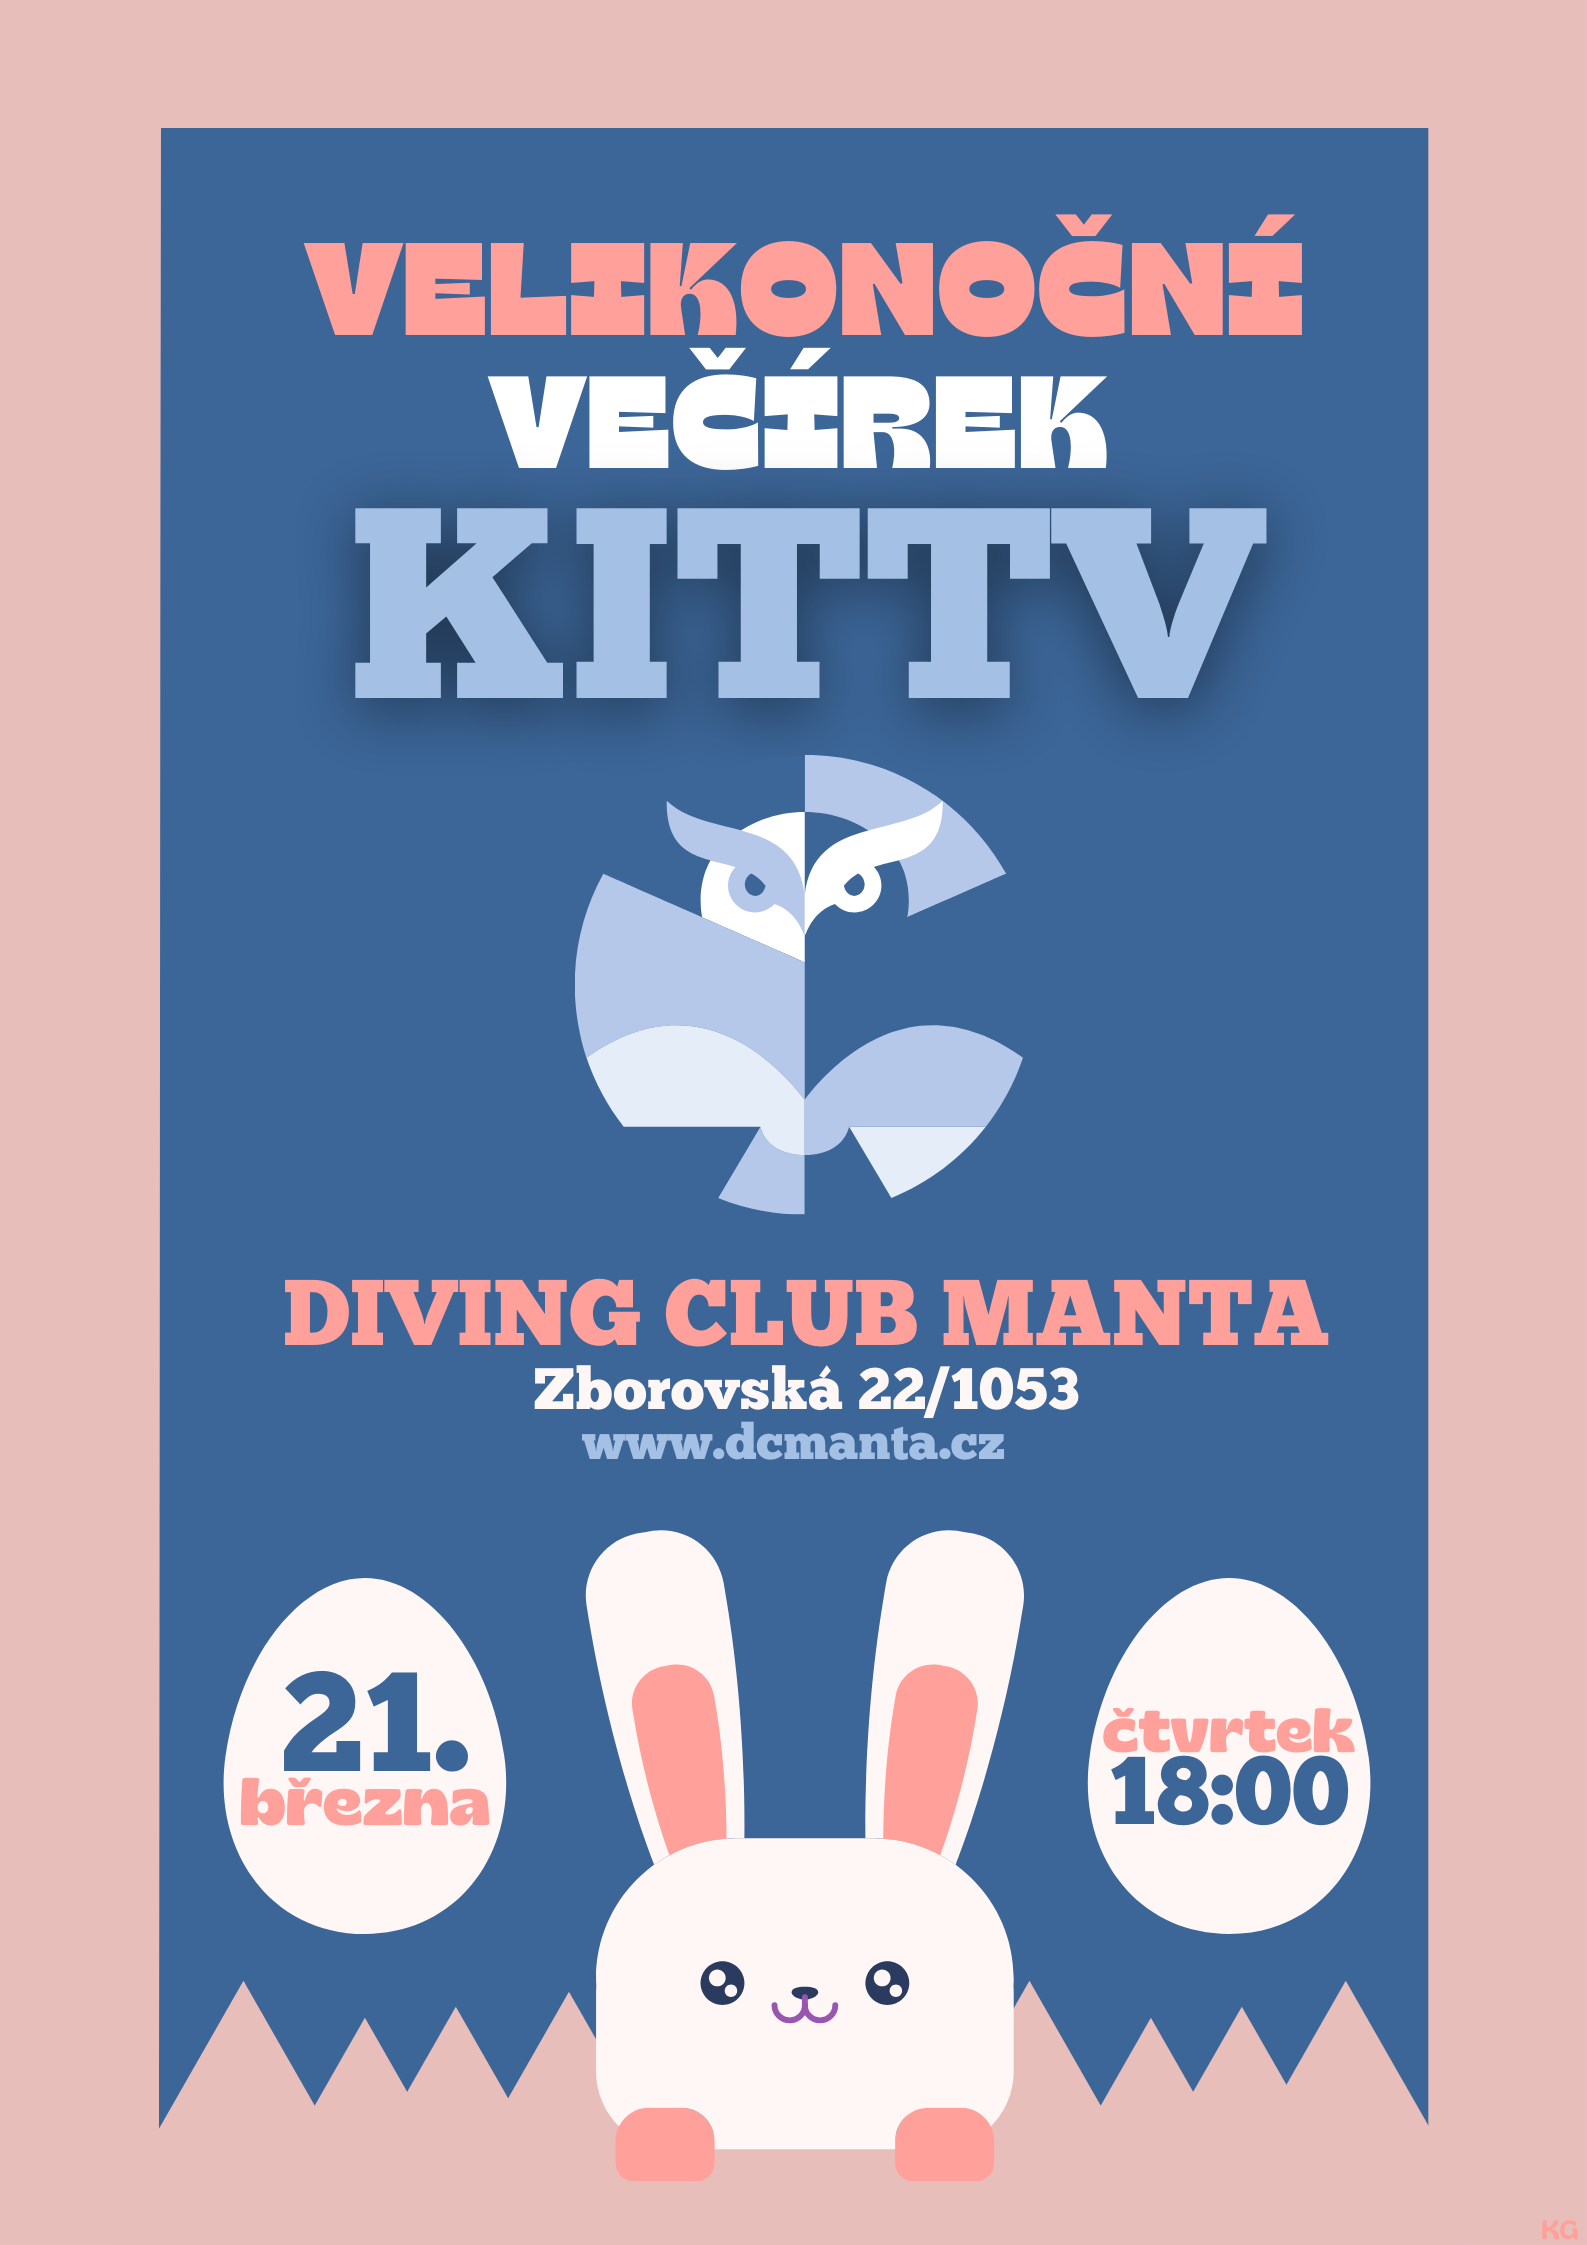 VELIKONOČNÍ
VEČÍREK
KITTV
DIVING CLUB MANTA
Zborovská 22/1053
www.dcmanta.cz
21.
března
čtvrtek
18:00
KG